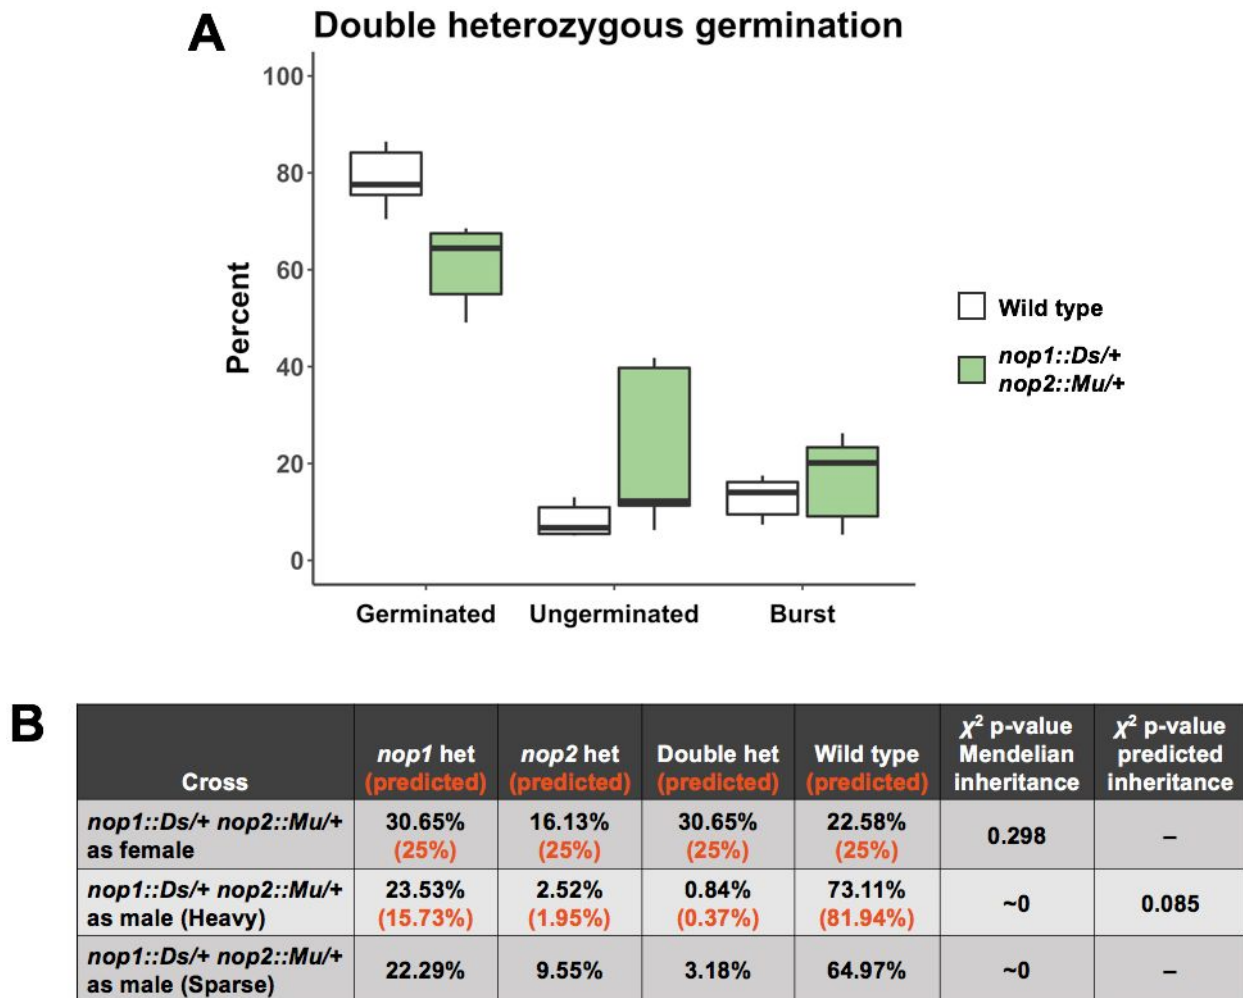 A
Double heterozygous germination
100
80
60
40
20
0
Percent
Germinated Ungerminated Burst
Wild type
nop1::Ds/+
nop2::Mu/+
B
Cross
nop1 het
(predicted)
nop2 het
(predicted)
Double het
(predicted)
Wild type
(predicted)
χ² p-value
Mendelian
inheritance
χ² p-value
predicted
inheritance
nop1::Ds/+ nop2::Mu/+
as female
30.65%
(25%)
16.13%
(25%)
30.65%
(25%)
22.58%
(25%)
0.298
–
nop1::Ds/+ nop2::Mu/+
as male (Heavy)
23.53%
(15.73%)
2.52%
(1.95%)
0.84%
(0.37%)
73.11%
(81.94%)
~0
0.085
nop1::Ds/+ nop2::Mu/+
as male (Sparse)
22.29%
9.55%
3.18%
64.97%
~0
–